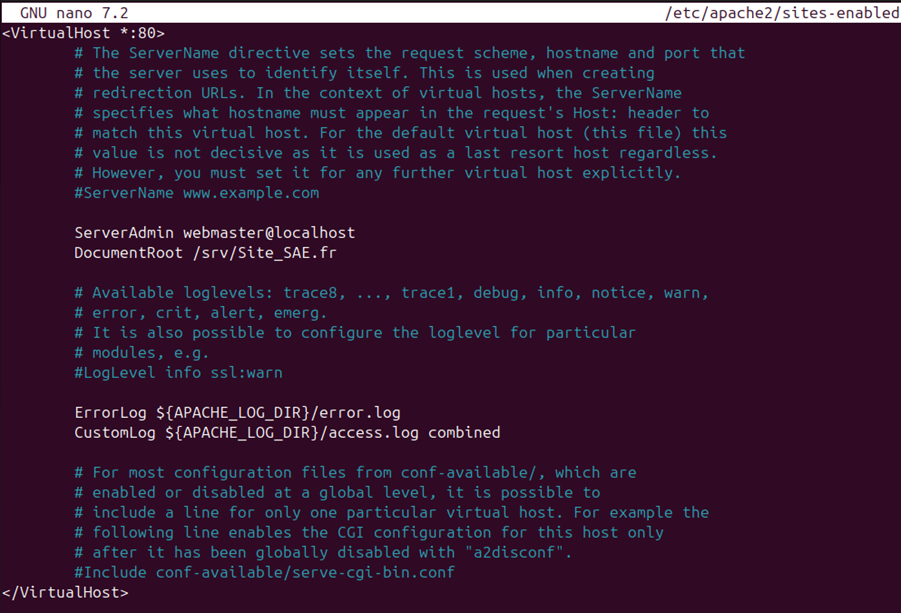 GNU nano 7.2 /etc/apache2/sites-enabled
<VirtualHost *:80>
# The ServerName directive sets the request scheme, hostname and port that
# the server uses to identify itself. This is used when creating
# redirection URLs. In the context of virtual hosts, the ServerName
# specifies what hostname must appear in the request's Host: header to
# match this virtual host. For the default virtual host (this file) this
# value is not decisive as it is used as a last resort host regardless.
# However, you must set it for any further virtual host explicitly.
#ServerName www.example.com
ServerAdmin webmaster@localhost
DocumentRoot /srv/Site_SAE.fr
# Available loglevels: trace8, ..., trace1, debug, info, notice, warn,
# error, crit, alert, emerg.
# It is also possible to configure the loglevel for particular
# modules, e.g.
#LogLevel info ssl:warn
ErrorLog ${APACHE_LOG_DIR}/error.log
CustomLog ${APACHE_LOG_DIR}/access.log combined
# For most configuration files from conf-available/, which are
# enabled or disabled at a global level, it is possible to
# include a line for only one particular virtual host. For example the
# following line enables the CGI configuration for this host only
# after it has been globally disabled with "a2disconf".
#Include conf-available/serve-cgi-bin.conf
</VirtualHost>